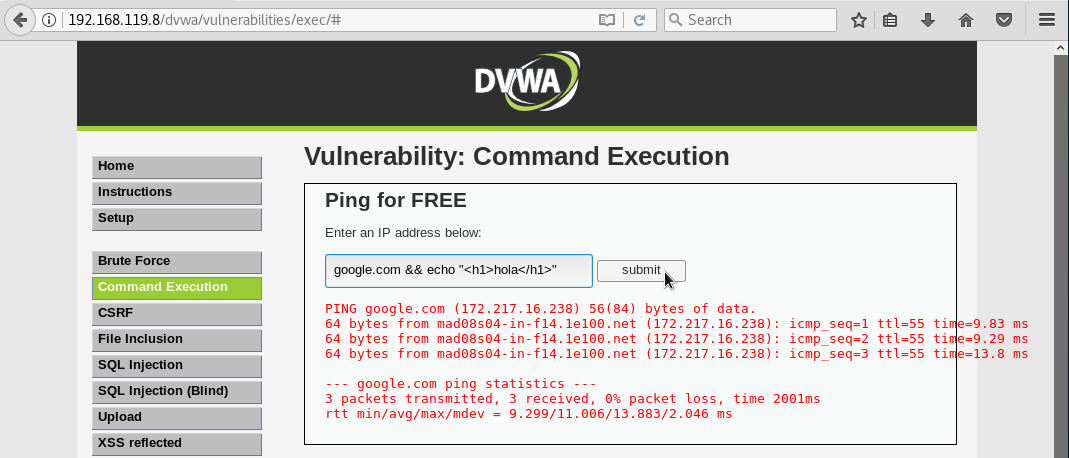 192.168.119.8/dvwa/vulnerabilities/exec/#
Search
DVWA
Home
Instructions
Setup
Brute Force
Command Execution
CSRF
File Inclusion
SQL Injection
SQL Injection (Blind)
Upload
XSS reflected
Vulnerability: Command Execution
Ping for FREE
Enter an IP address below:
google.com && echo "<h1>hola</h1>"
submit
PING google.com (172.217.16.238) 56(84) bytes of data.
64 bytes from mad08s04-in-f14.1e100.net (172.217.16.238): icmp_seq=1 ttl=55 time=9.83 ms
64 bytes from mad08s04-in-f14.1e100.net (172.217.16.238): icmp_seq=2 ttl=55 time=9.29 ms
64 bytes from mad08s04-in-f14.1e100.net (172.217.16.238): icmp_seq=3 ttl=55 time=13.8 ms
--- google.com ping statistics ---
3 packets transmitted, 3 received, 0% packet loss, time 2001ms
rtt min/avg/max/mdev = 9.299/11.006/13.883/2.046 ms